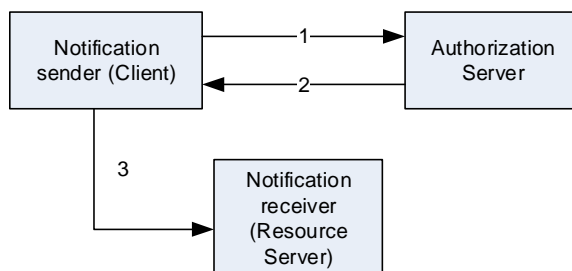 Notification
sender (Client)
1
2
Authorization
Server
3
Notification
receiver
(Resource
Server)